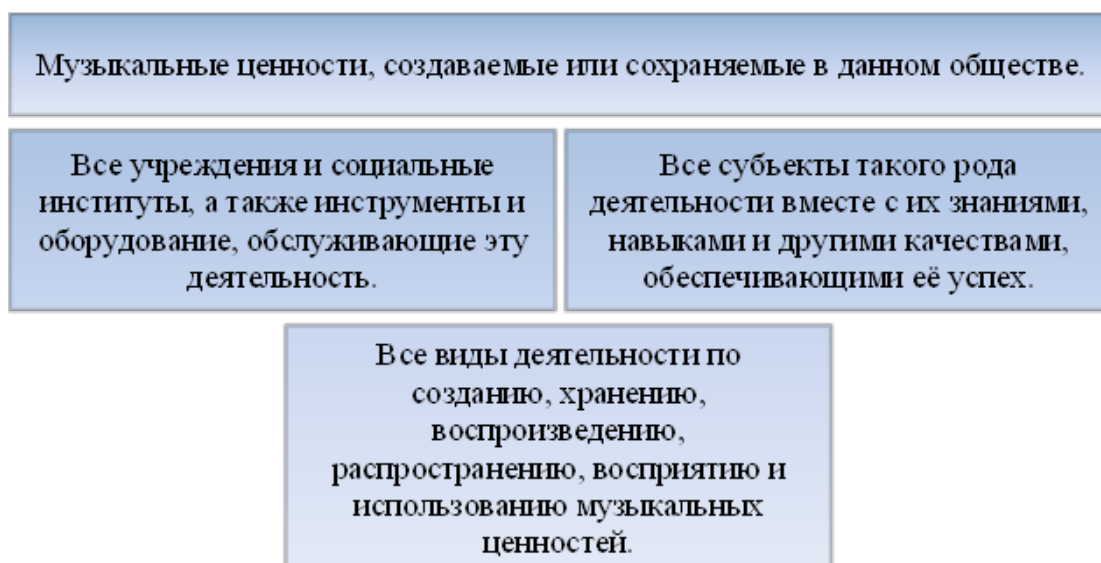 Музыкальные ценности, создаваемые или сохраняемые в данном обществе.
Все учреждения и социальные
институты, а также инструменты и
оборудование, обслуживающие эту
деятельность.
Все субъекты такого рода
деятельности вместе с их знаниями,
навыками и другими качествами,
обеспечивающими её успех.
Все виды деятельности по
созданию, хранению,
воспроизведению,
распространению, восприятию и
использованию музыкальных
ценностей.